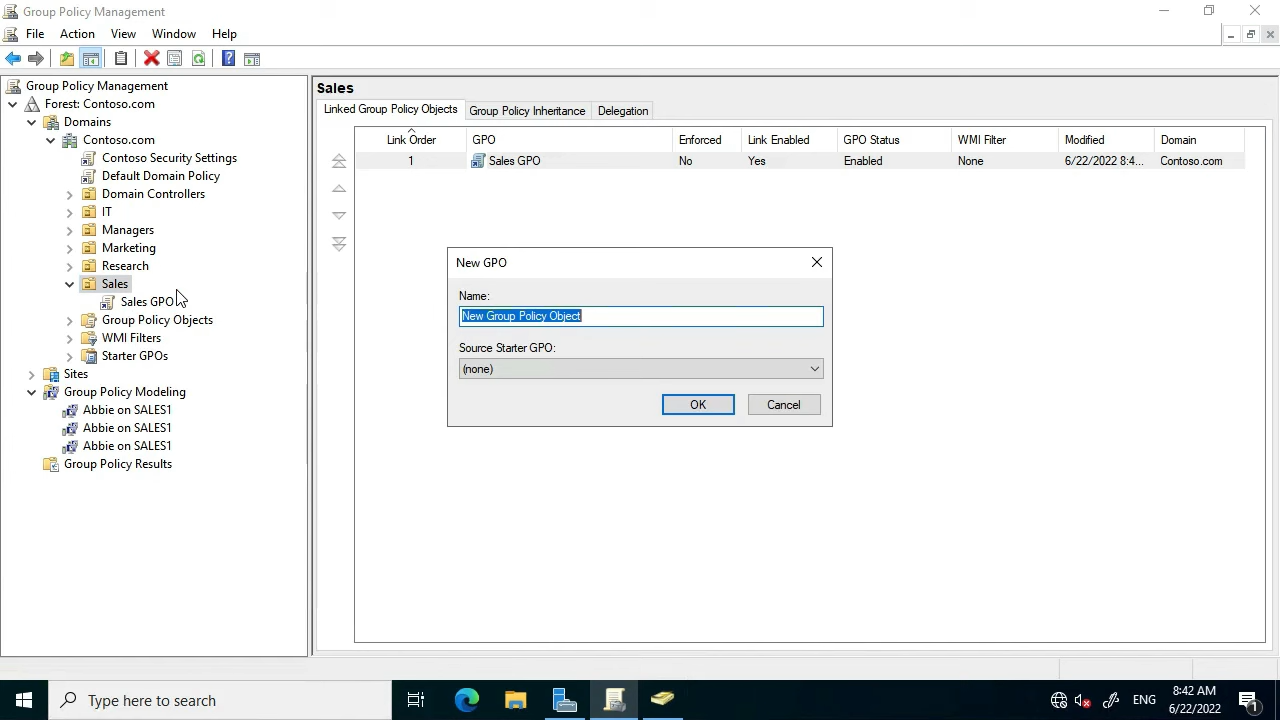 Group Policy Management
File Action View Window Help
Group Policy Management
Forest: Contoso.com
Domains
Contoso.com
Contoso Security Settings
Default Domain Policy
Domain Controllers
IT
Managers
Marketing
Research
Sales
Sales GPO
Group Policy Objects
WMI Filters
Starter GPOs
Sites
Group Policy Modeling
Abbie on SALES1
Abbie on SALES1
Abbie on SALES1
Group Policy Results
Sales
Linked Group Policy Objects Group Policy Inheritance Delegation
Link Order GPO Enforced Link Enabled GPO Status WMI Filter Modified Domain
1 Sales GPO No Yes Enabled None 6/22/2022 8:4... Contoso.com
New GPO
Name:
New Group Policy Object
Source Starter GPO:
(none)
OK Cancel
Type here to search
ENG
8:42 AM
6/22/2022
1